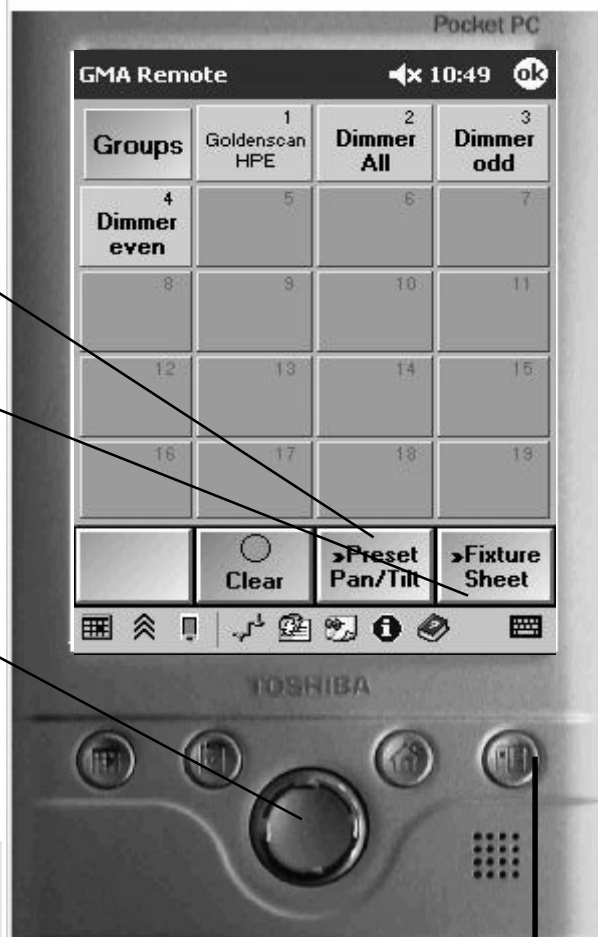 Pocket PC
GMA Remote 10:49 ok
Groups
1
Goldenscan
HPE
2
Dimmer
All
3
Dimmer
odd
4
Dimmer
even
5
6
7
8
9
10
11
12
13
14
15
16
17
18
19
Clear
»Preset
Pan/Tilt
»Fixture
Sheet
TOSHIBA